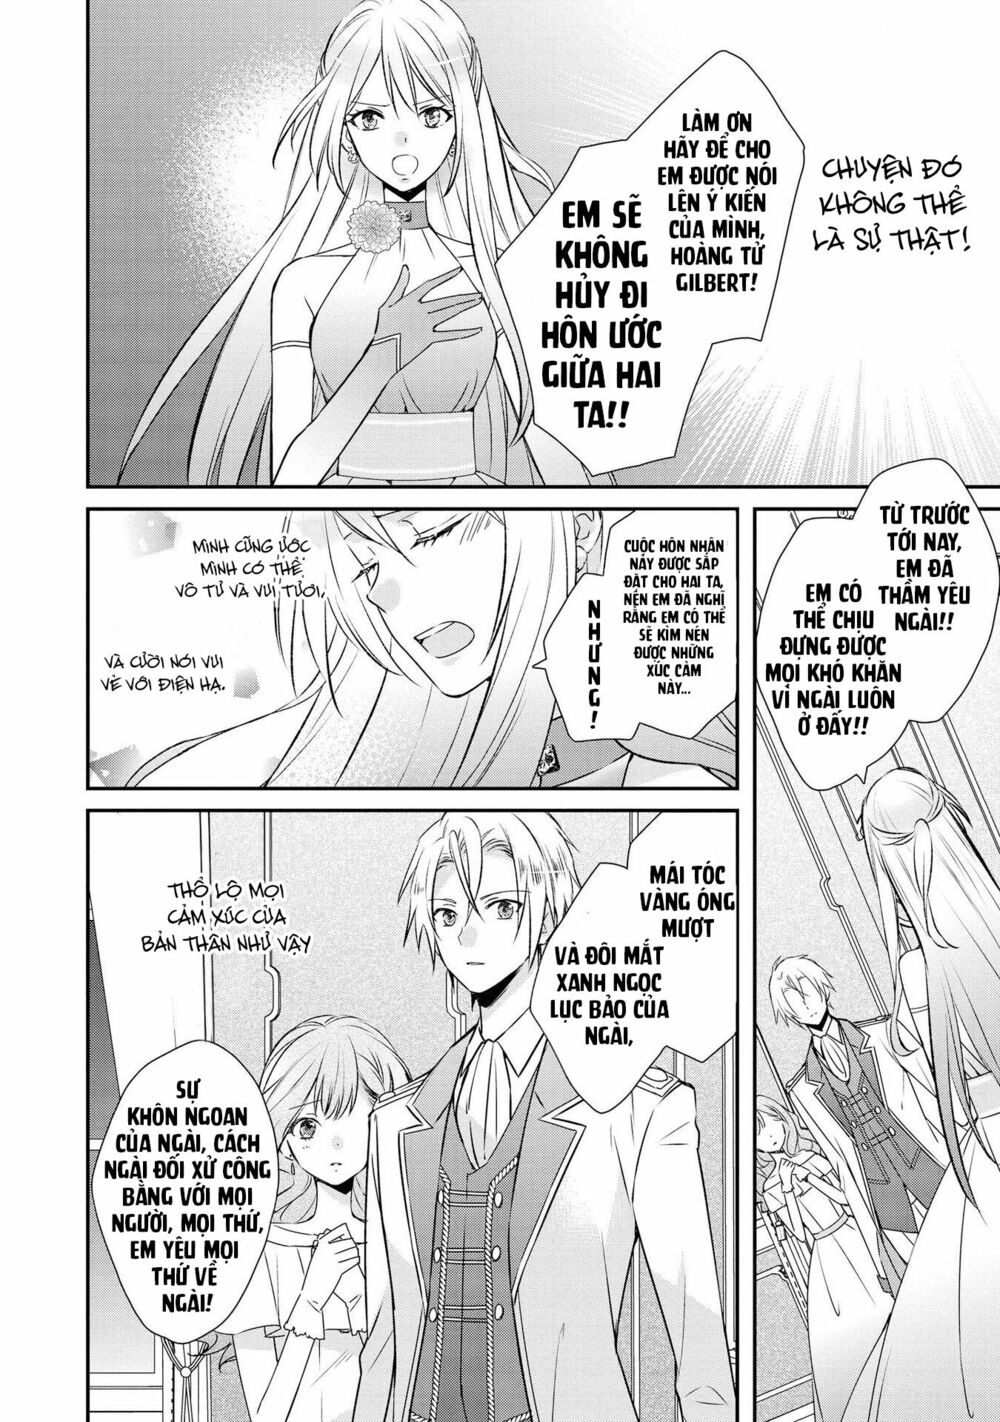 CHUYỆN ĐÓ
KHÔNG THỂ
LÀ SỰ THẬT!
LÀM ƠN
HÃY ĐỂ CHO
EM ĐƯỢC NÓI
LÊN Ý KIẾN
CỦA MÌNH,
HOÀNG TỬ
GILBERT!
EM SẼ
KHÔNG
HỦY ĐI
HÔN ƯỚC
GIỮA HAI
TA!!
TỪ TRƯỚC
TỚI NAY,
EM ĐÃ
THẦM YÊU
NGÀI!!
EM CÓ
THỂ CHỊU
ĐỰNG ĐƯỢC
MỌI KHÓ KHĂN
VÌ NGÀI LUÔN
Ở ĐẤY!!
CUỘC HÔN NHÂN
NÀY ĐƯỢC SẮP
ĐẶT CHO HAI TA,
NÊN EM ĐÃ NGHĨ
RẰNG EM CÓ THỂ
SẼ KÌM NÉN
ĐƯỢC NHỮNG
XÚC CẢM
NÀY...
NHƯNG!
MÌNH CŨNG ƯỚC
MÌNH CÓ THỂ
VÔ TƯ VÀ VUI TƯƠI,
VÀ CƯỜI NÓI VUI
VẺ VỚI ĐIỆN HẠ.
MÁI TÓC
VÀNG ÓNG
MƯỢT
VÀ ĐÔI MẮT
XANH NGỌC
LỤC BẢO CỦA
NGÀI,
THỔ LỘ MỌI
CẢM XÚC CỦA
BẢN THÂN NHƯ VẬY
SỰ
KHÔN NGOAN
CỦA NGÀI, CÁCH
NGÀI ĐỐI XỬ CÔNG
BẰNG VỚI MỌI
NGƯỜI, MỌI THỨ,
EM YÊU MỌI
THỨ VỀ
NGÀI!